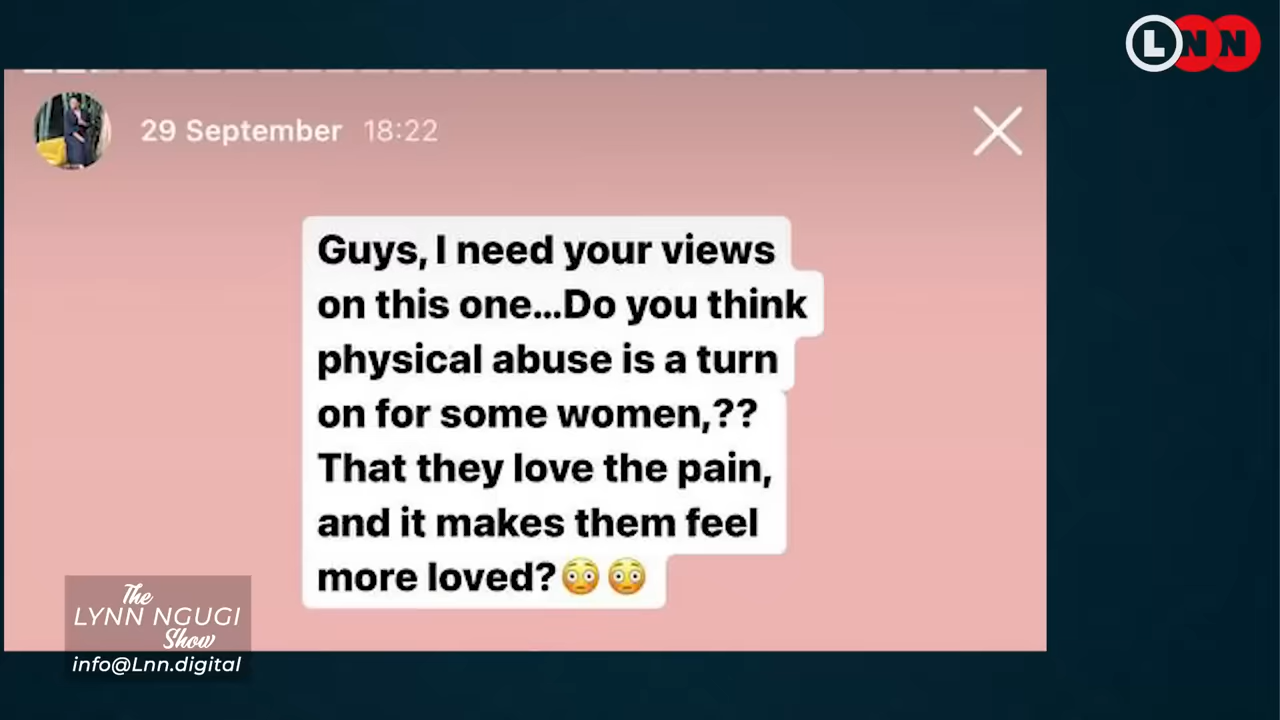 LNN
29 September 18:22
Guys, I need your views
on this one...Do you think
physical abuse is a turn
on for some women,??
That they love the pain,
and it makes them feel
more loved?😳😳
The
LYNN NGUGI
Show
info@Lnn.digital